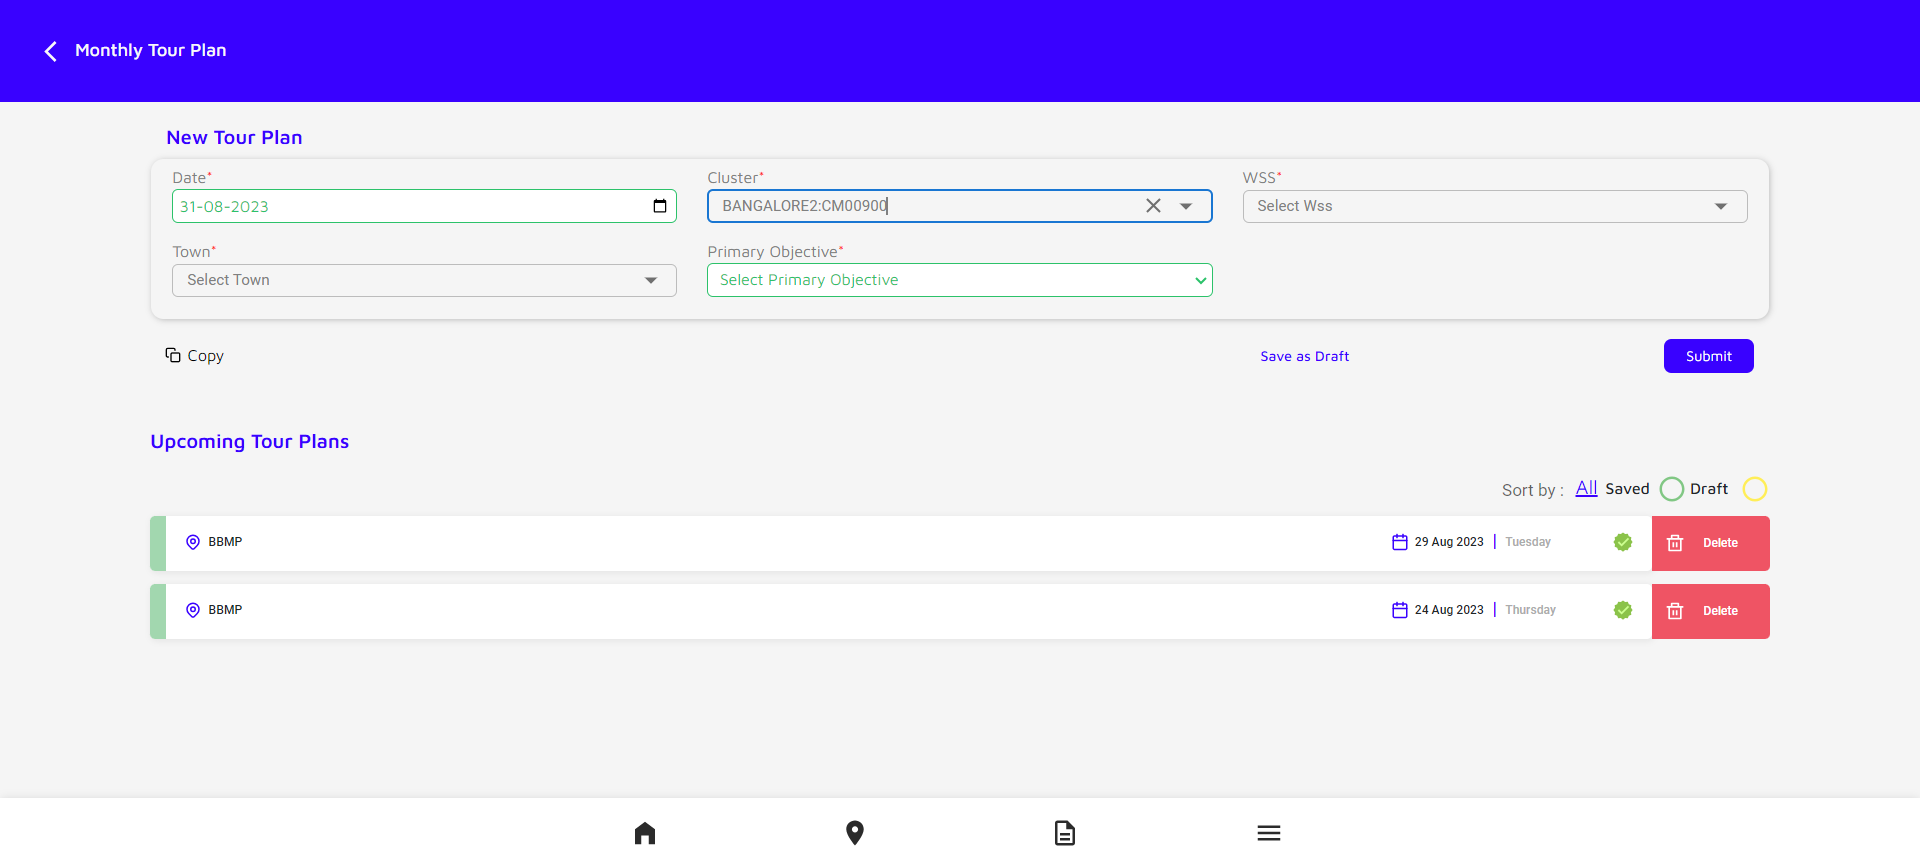 Monthly Tour Plan
New Tour Plan
Date* Cluster* WSS*
31-08-2023 BANGALORE2:CM00900 Select Wss
Town* Primary Objective*
Select Town Select Primary Objective
Copy Save as Draft Submit
Upcoming Tour Plans
Sort by : All Saved Draft
BBMP 29 Aug 2023 Tuesday Delete
BBMP 24 Aug 2023 Thursday Delete